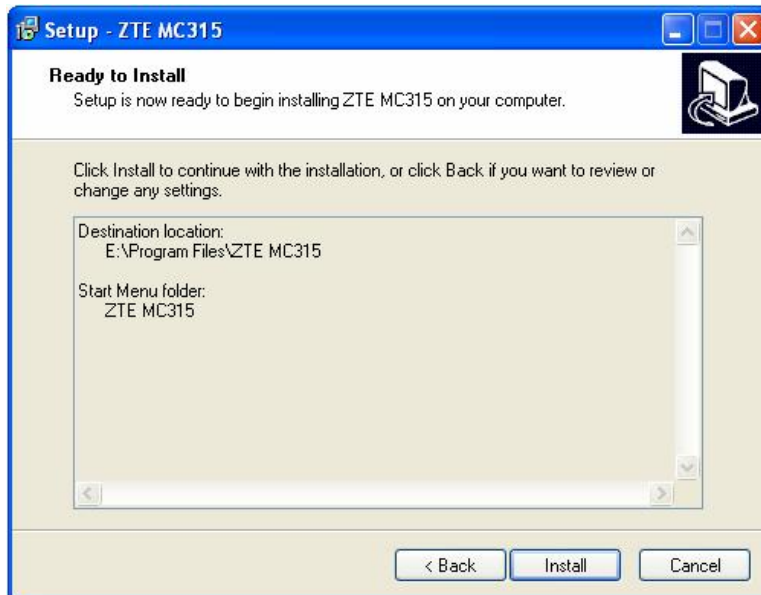 Setup - ZTE MC315
Ready to Install
Setup is now ready to begin installing ZTE MC315 on your computer.
Click Install to continue with the installation, or click Back if you want to review or
change any settings.
Destination location:
E:\Program Files\ZTE MC315
Start Menu folder:
ZTE MC315
< Back
Install
Cancel